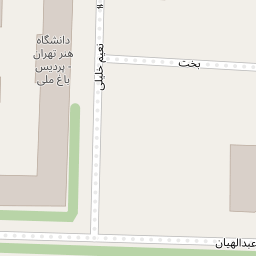 دانشگاه
هنر تهران
- پردیس
باغ ملی
نعیم خلیلی
بخت
عبدالهیان